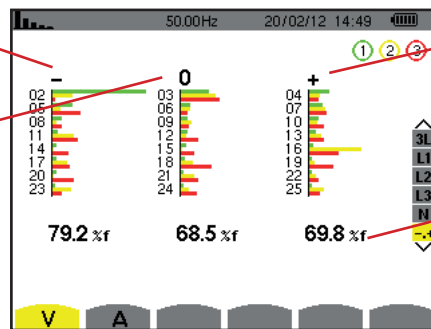 50.00Hz 20/02/12 14:49
1 2 3
- 0 +
02 03 04
05 06 07
08 09 10
11 12 13
14 15 16
17 18 19
20 21 22
23 24 25
3L
L1
L2
L3
N
-.+
79.2 %f 68.5 %f 69.8 %f
V A